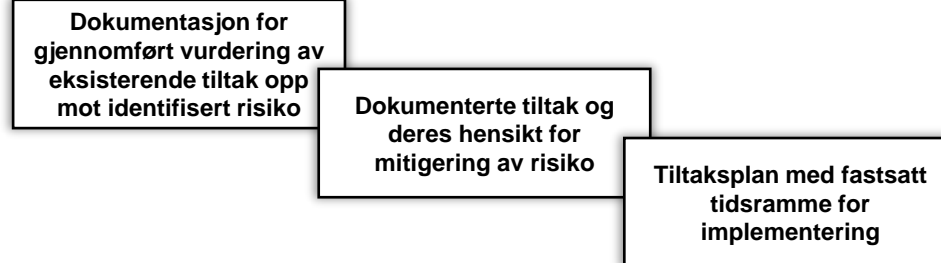 Dokumentasjon for
gjennomført vurdering av
eksisterende tiltak opp
mot identifisert risiko
Dokumenterte tiltak og
deres hensikt for
mitigering av risiko
Tiltaksplan med fastsatt
tidsramme for
implementering